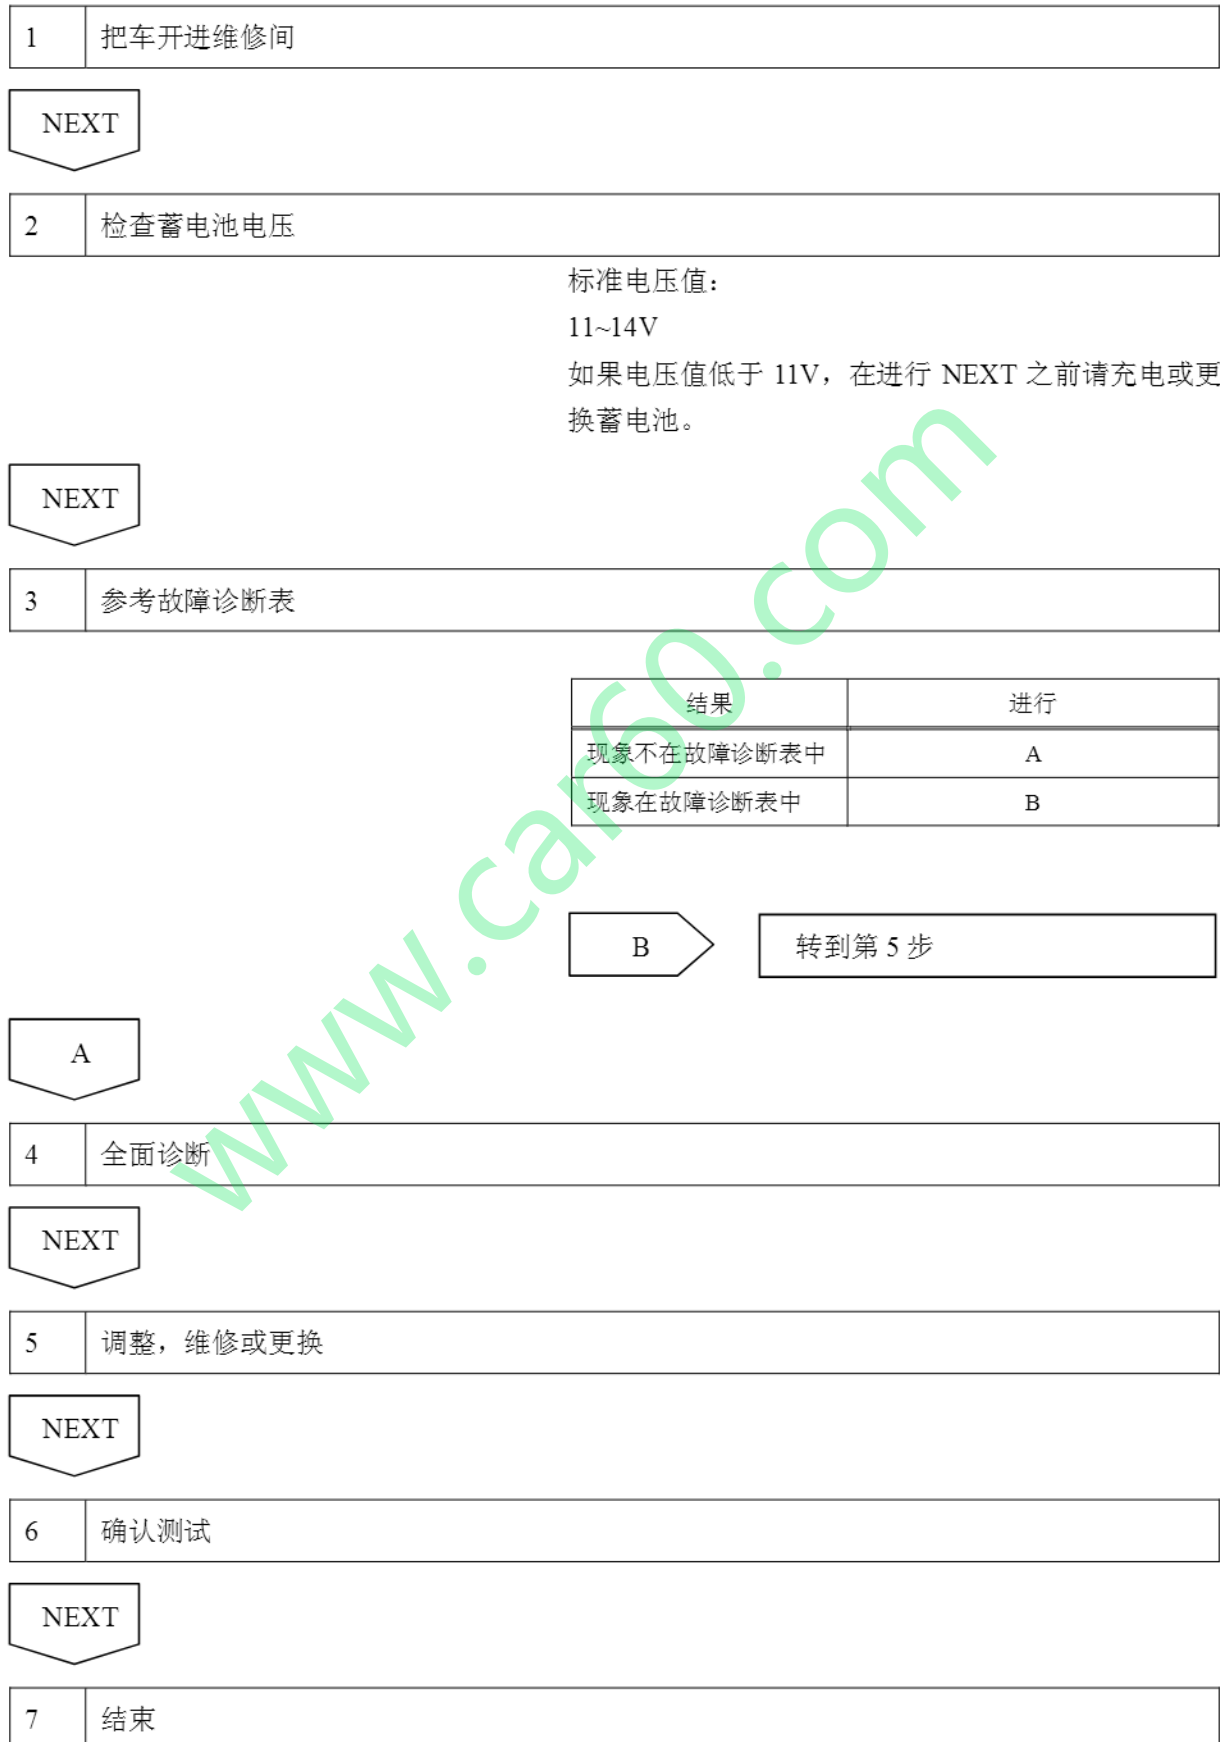 1 把车开进维修间
NEXT
2 检查蓄电池电压
标准电压值：
11~14V
如果电压值低于 11V，在进行 NEXT 之前请充电或更
换蓄电池。
NEXT
3 参考故障诊断表
结果 进行
现象不在故障诊断表中 A
现象在故障诊断表中 B
B 转到第 5 步
A
4 全面诊断
NEXT
5 调整，维修或更换
NEXT
6 确认测试
NEXT
7 结束
www.car60.com